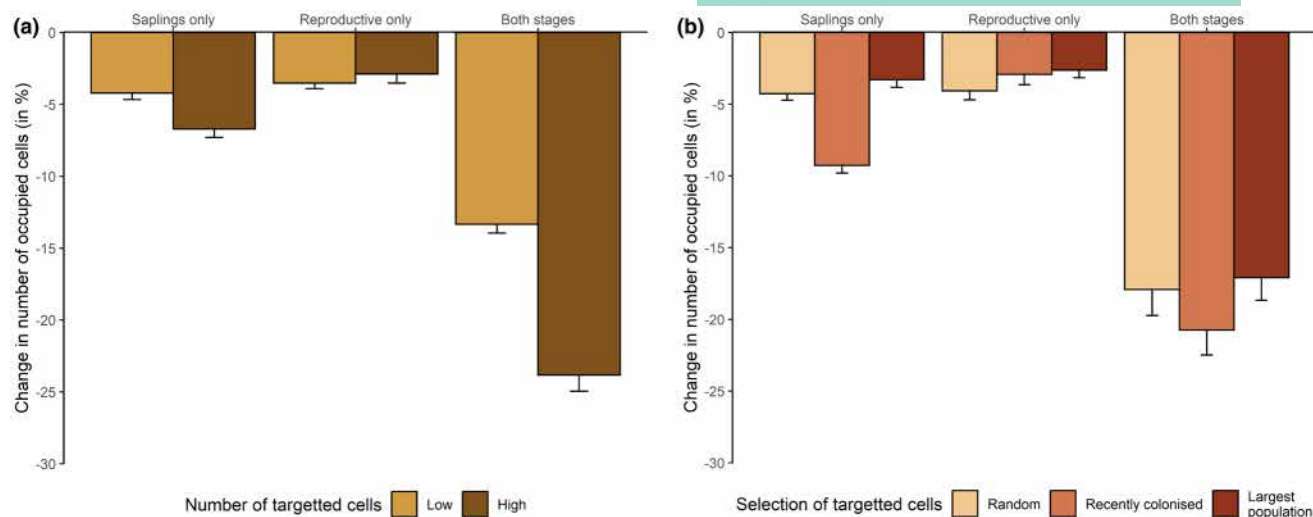 (a)
Saplings only Reproductive only Both stages
0
-5
-10
-15
-20
-25
-30
Change in number of occupied cells (in %)
Number of targetted cells Low High
(b)
Saplings only Reproductive only Both stages
0
-5
-10
-15
-20
-25
-30
Change in number of occupied cells (in %)
Selection of targetted cells Random Recently colonised Largest
population